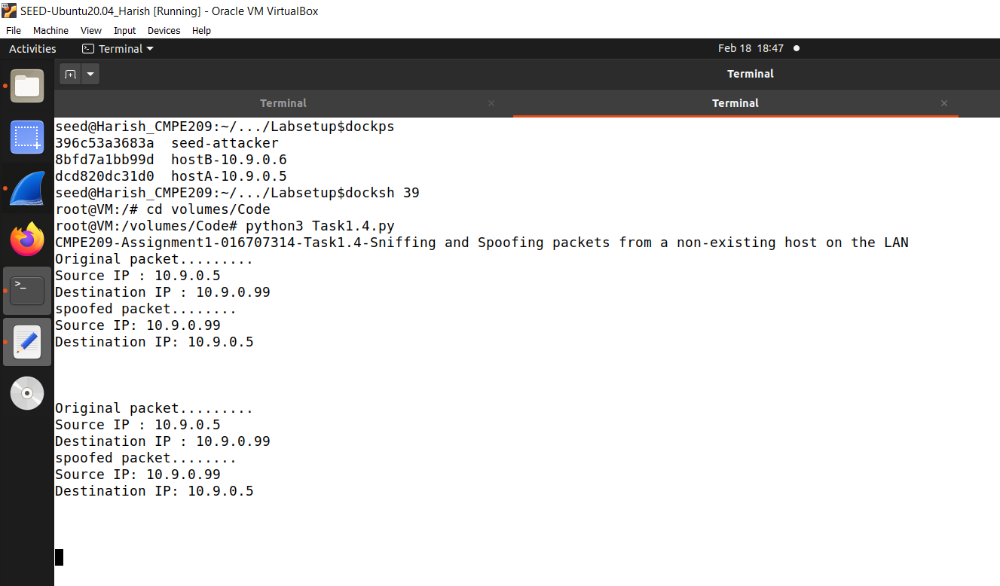 SEED-Ubuntu20.04_Harish [Running] - Oracle VM VirtualBox
File Machine View Input Devices Help
Activities Terminal Feb 18 18:47
Terminal
Terminal Terminal
seed@Harish_CMPE209:~/.../Labsetup$dockps
396c53a3683a  seed-attacker
8bfd7a1bb99d  hostB-10.9.0.6
dcd820dc31d0  hostA-10.9.0.5
seed@Harish_CMPE209:~/.../Labsetup$docksh 39
root@VM:/# cd volumes/Code
root@VM:/volumes/Code# python3 Task1.4.py
CMPE209-Assignment1-016707314-Task1.4-Sniffing and Spoofing packets from a non-existing host on the LAN
Original packet.........
Source IP : 10.9.0.5
Destination IP : 10.9.0.99
spoofed packet........
Source IP: 10.9.0.99
Destination IP: 10.9.0.5
Original packet.........
Source IP : 10.9.0.5
Destination IP : 10.9.0.99
spoofed packet........
Source IP: 10.9.0.99
Destination IP: 10.9.0.5